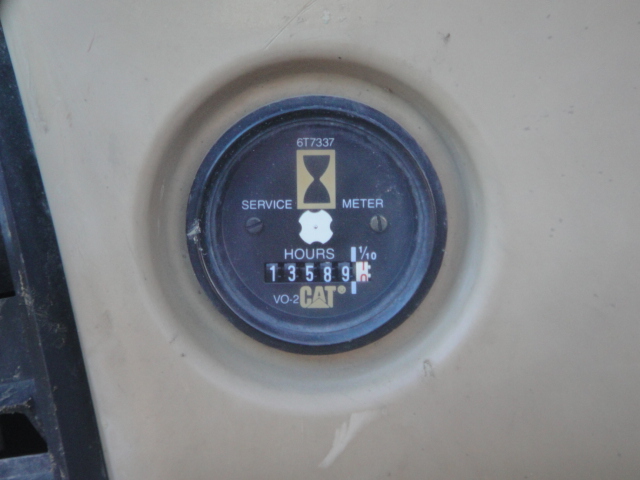 6T7337
SERVICE METER
HOURS 1/10
13589
VO-2 CAT®